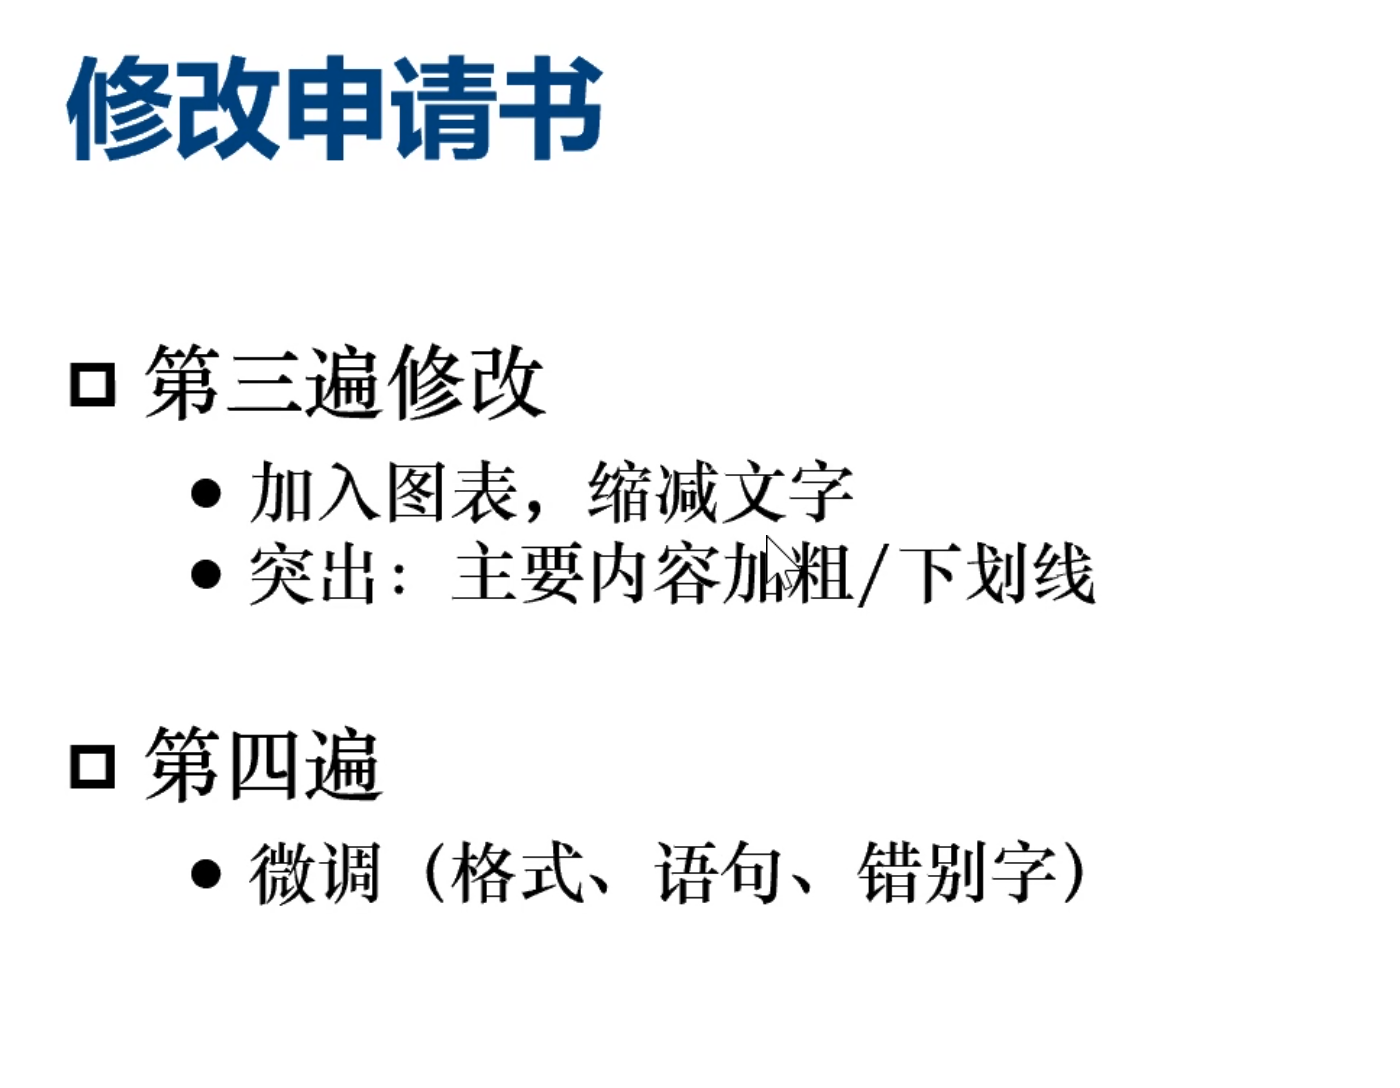 修改申请书
第三遍修改
加入图表，缩减文字
突出：主要内容加粗/下划线
第四遍
微调（格式、语句、错别字）